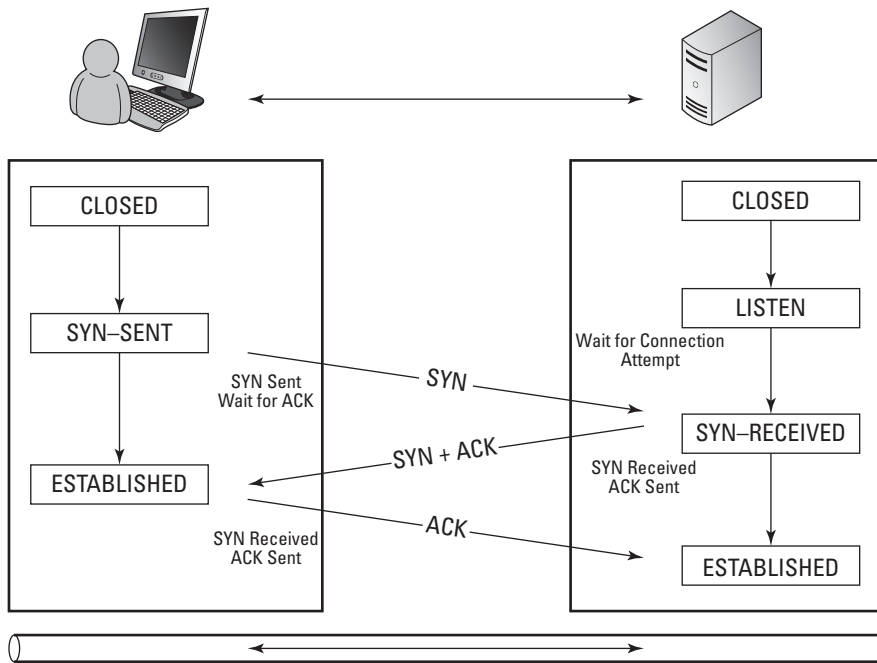 CLOSED
SYN–SENT
SYN Sent
Wait for ACK
ESTABLISHED
SYN Received
ACK Sent
SYN
SYN + ACK
ACK
CLOSED
LISTEN
Wait for Connection
Attempt
SYN–RECEIVED
SYN Received
ACK Sent
ESTABLISHED